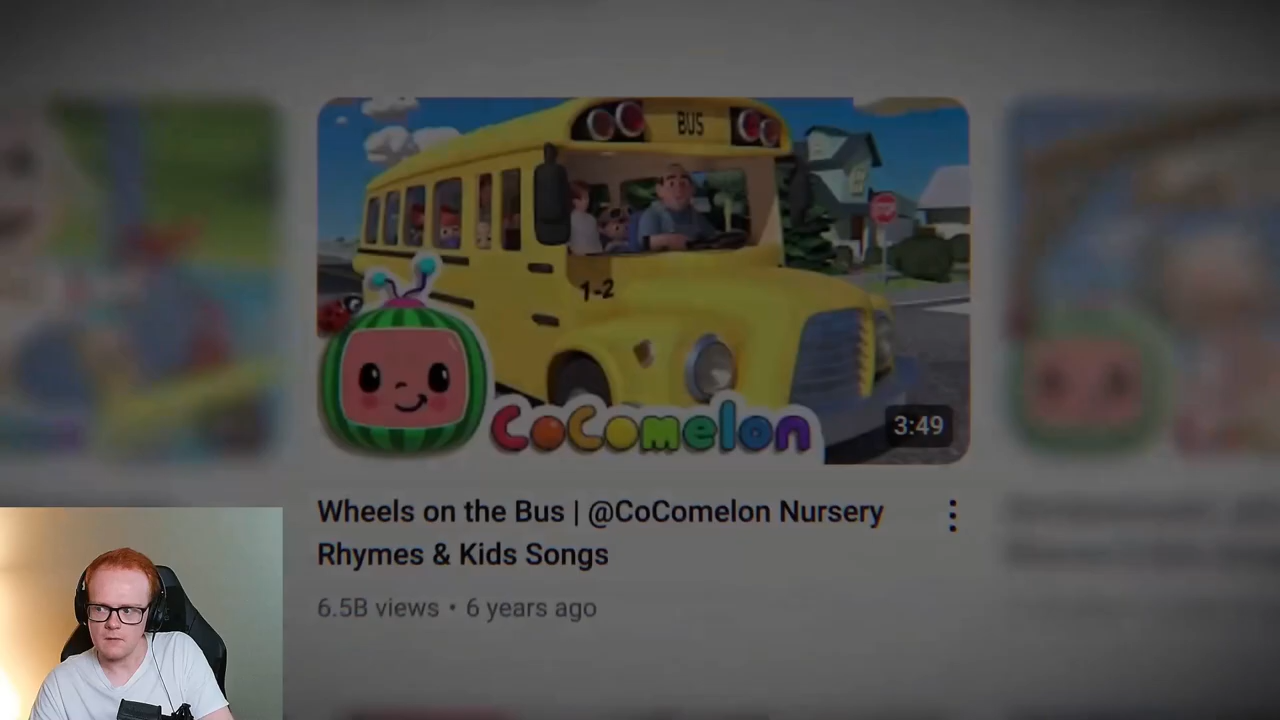 BUS
STOP
1-2
CoComelon
3:49
Wheels on the Bus | @CoComelon Nursery
Rhymes & Kids Songs
6.5B views • 6 years ago